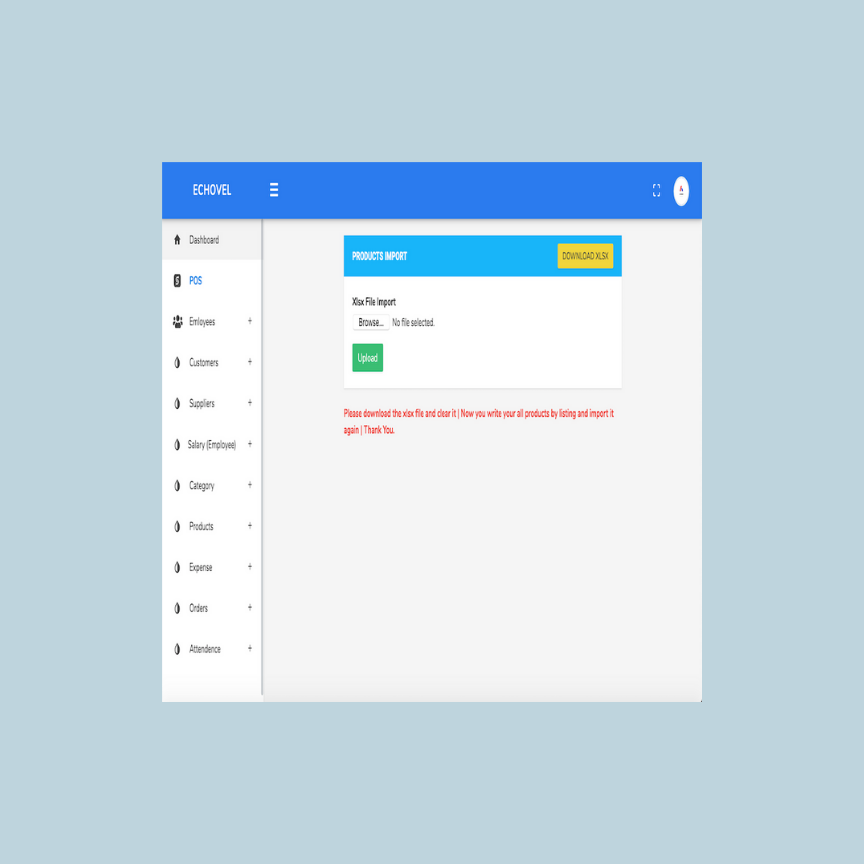 ECHOVEL
Dashboard
POS
Emloyees +
Customers +
Suppliers +
Salary (Employee) +
Category +
Products +
Expense +
Orders +
Attendence +
PRODUCTS IMPORT
DOWNLOAD XLSX
Xlsx File Import
Browse... No file selected.
Upload
Please download the.xlsx file and clear it | Now you write your all products by listing and import it
again | Thank You.